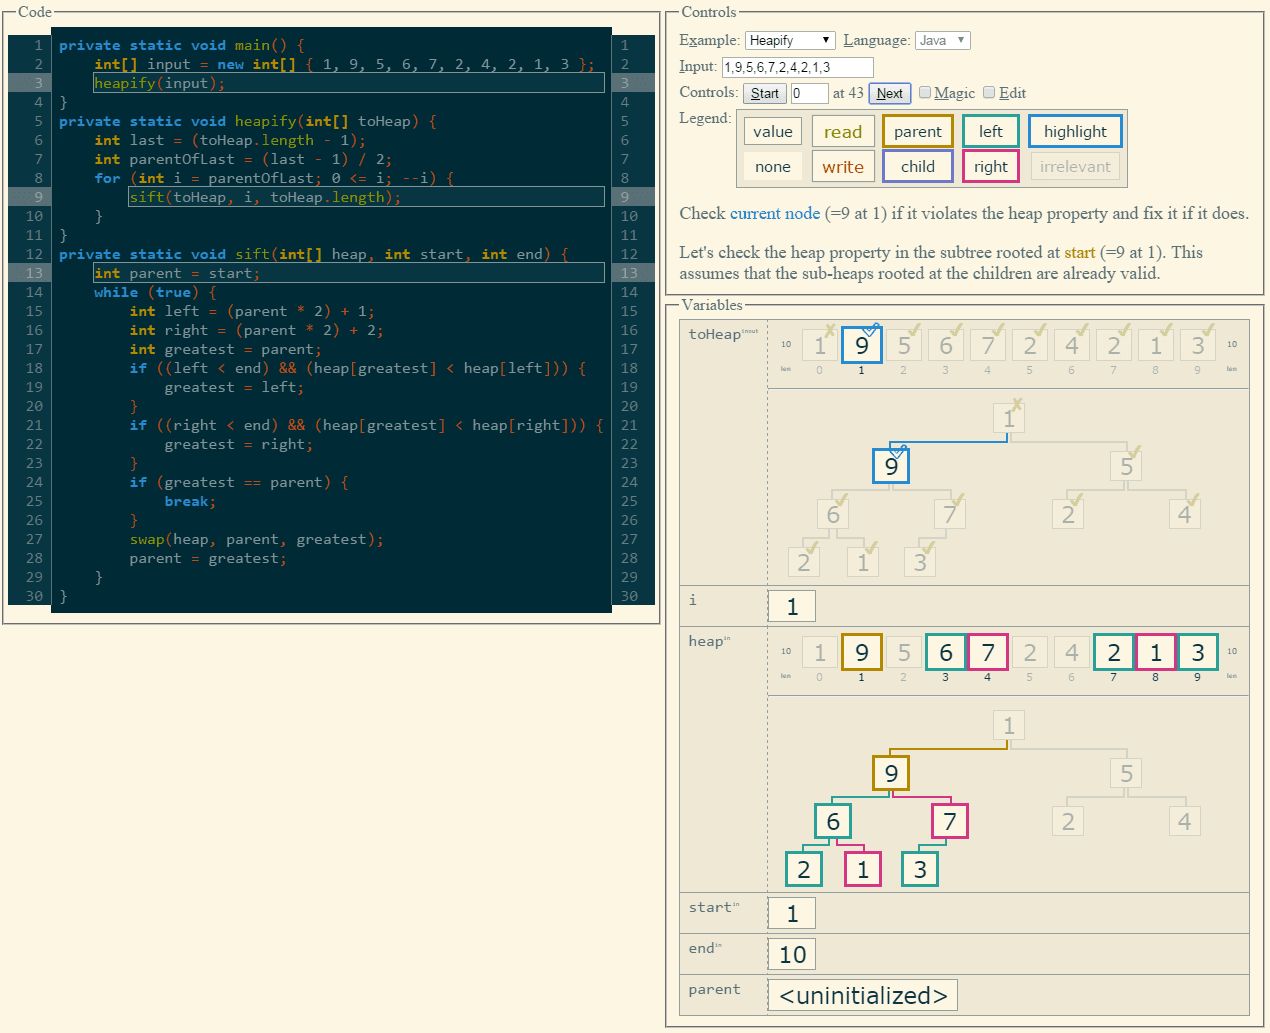 Code
1 private static void main() { 1
2 int[] input = new int[] { 1, 9, 5, 6, 7, 2, 4, 2, 1, 3 }; 2
3 heapify(input); 3
4 } 4
5 private static void heapify(int[] toHeap) { 5
6 int last = (toHeap.length - 1); 6
7 int parentOfLast = (last - 1) / 2; 7
8 for (int i = parentOfLast; 0 <= i; --i) { 8
9 sift(toHeap, i, toHeap.length); 9
10 } 10
11 } 11
12 private static void sift(int[] heap, int start, int end) { 12
13 int parent = start; 13
14 while (true) { 14
15 int left = (parent * 2) + 1; 15
16 int right = (parent * 2) + 2; 16
17 int greatest = parent; 17
18 if ((left < end) && (heap[greatest] < heap[left])) { 18
19 greatest = left; 19
20 } 20
21 if ((right < end) && (heap[greatest] < heap[right])) { 21
22 greatest = right; 22
23 } 23
24 if (greatest == parent) { 24
25 break; 25
26 } 26
27 swap(heap, parent, greatest); 27
28 parent = greatest; 28
29 } 29
30 } 30
Controls
Example: Heapify Language: Java
Input: 1,9,5,6,7,2,4,2,1,3
Controls: Start 0 at 43 Next Magic Edit
Legend: value read parent left highlight
none write child right irrelevant
Check current node (=9 at 1) if it violates the heap property and fix it if it does.
Let's check the heap property in the subtree rooted at start (=9 at 1). This
assumes that the sub-heaps rooted at the children are already valid.
Variables
toHeap inout 10 1 9 5 6 7 2 4 2 1 3 10
len 0 1 2 3 4 5 6 7 8 9 len
1
9 5
6 7 2 4
2 1 3
i 1
heap in 10 1 9 5 6 7 2 4 2 1 3 10
len 0 1 2 3 4 5 6 7 8 9 len
1
9 5
6 7 2 4
2 1 3
start in 1
end in 10
parent <uninitialized>